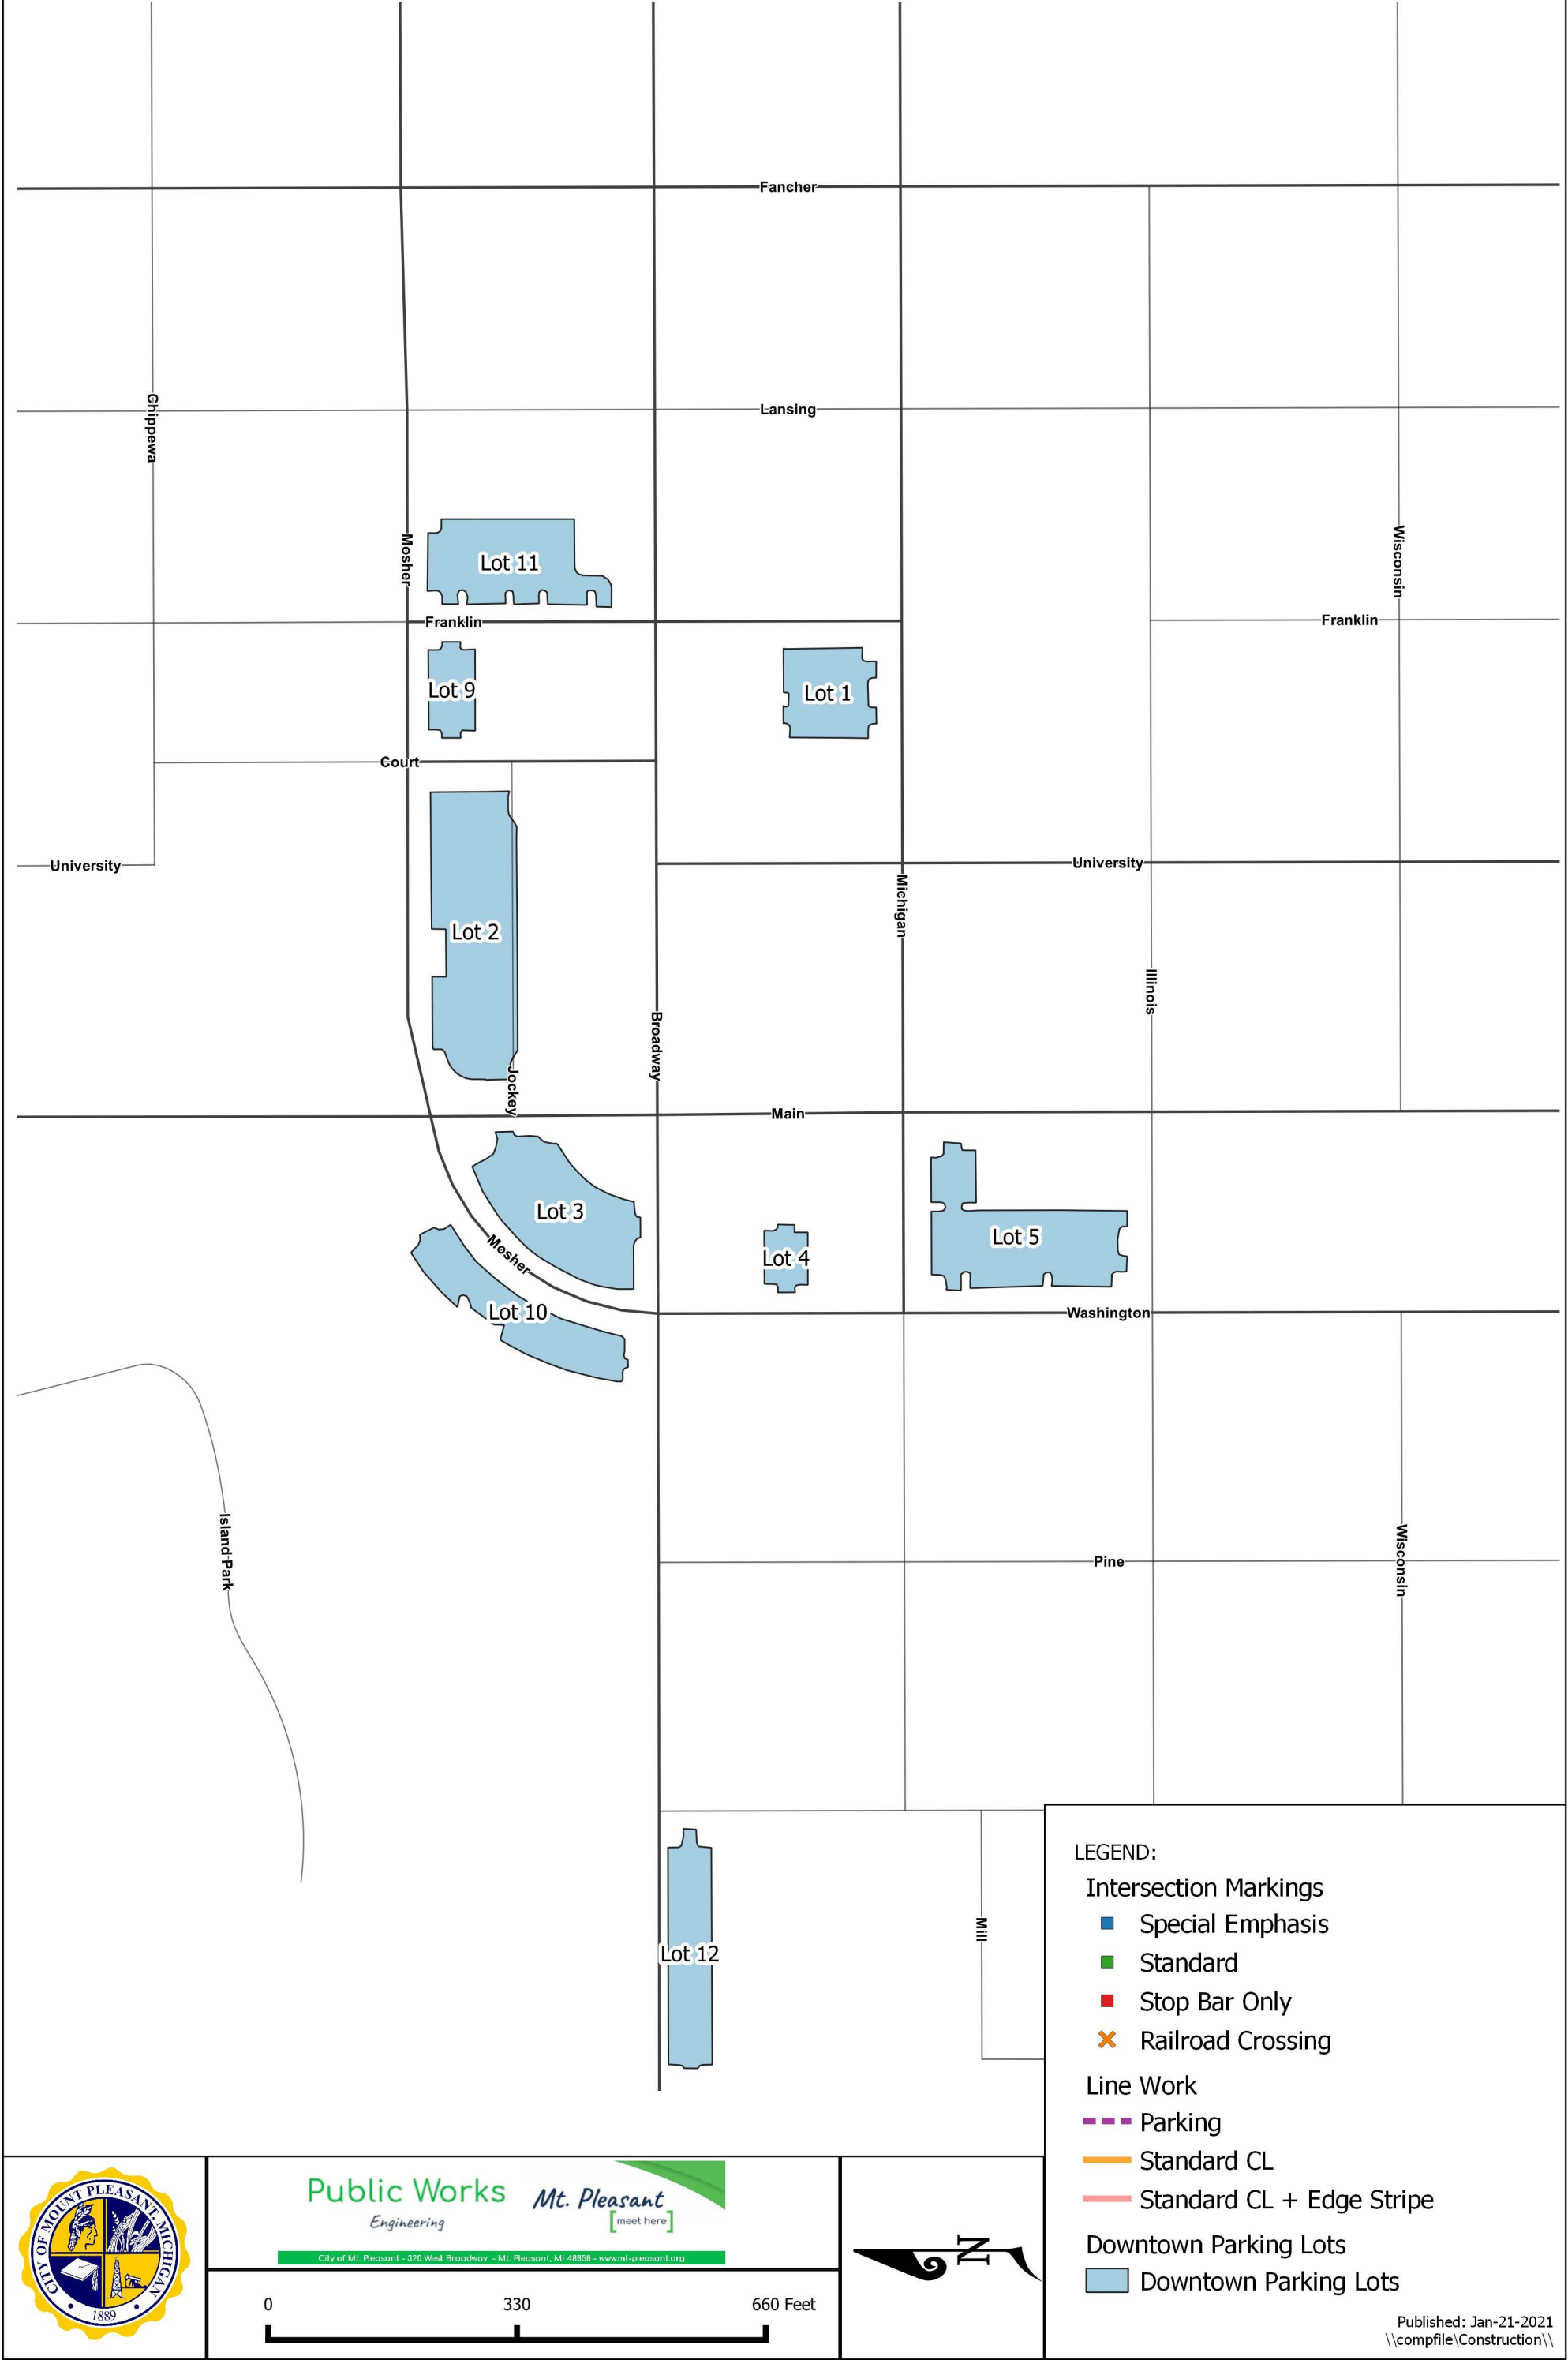 Fancher
Chippewa
Lansing
Mosher
Lot 11
Wisconsin
Franklin
Franklin
Lot 9
Lot 1
Court
University
University
Michigan
Lot 2
Illinois
Broadway
Jockey
Main
Lot 3
Mosher
Lot 4
Lot 5
Lot 10
Washington
Island Park
Pine
Wisconsin
Lot 12
Mill
LEGEND:
Intersection Markings
Special Emphasis
Standard
Stop Bar Only
Railroad Crossing
Line Work
Parking
Standard CL
Standard CL + Edge Stripe
Downtown Parking Lots
Downtown Parking Lots
Published: Jan-21-2021
\\compfile\Construction\\
CITY OF MOUNT PLEASANT, MICHIGAN
1889
Public Works
Engineering
Mt. Pleasant
[meet here]
City of Mt. Pleasant - 320 West Broadway - Mt. Pleasant, MI 48858 - www.mt-pleasant.org
0 330 660 Feet
N